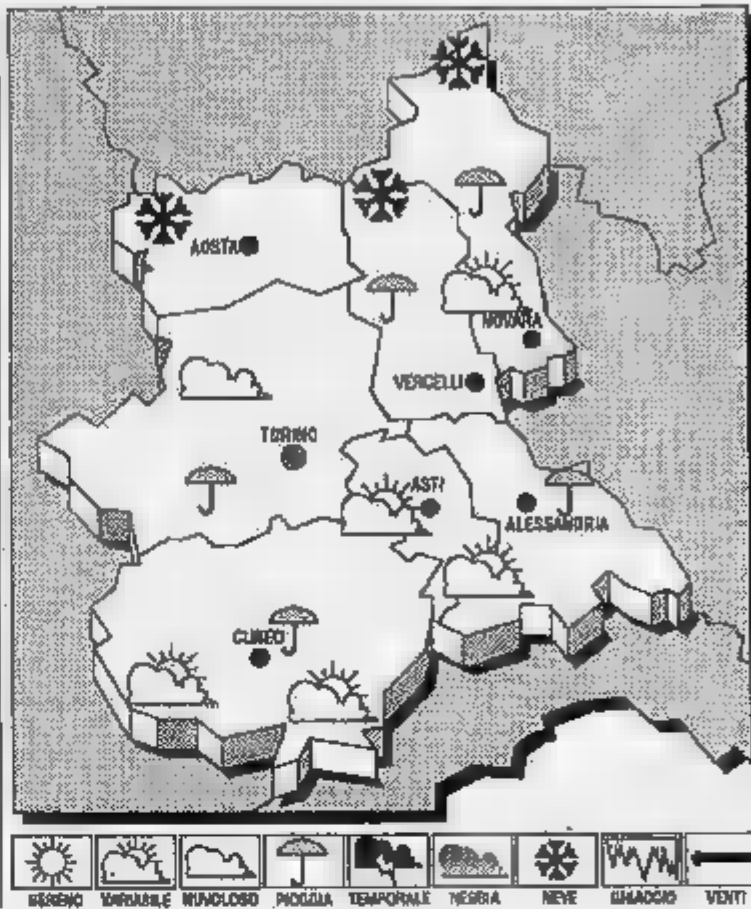 AOSTA
NOVARA
VERCELLI
TORINO
ASTI
ALESSANDRIA
CUNEO
SERENO VARIABILE NUVOLOSO PIOGGIA TEMPORALE NEBBIA NEVE GHIACCIO VENTI